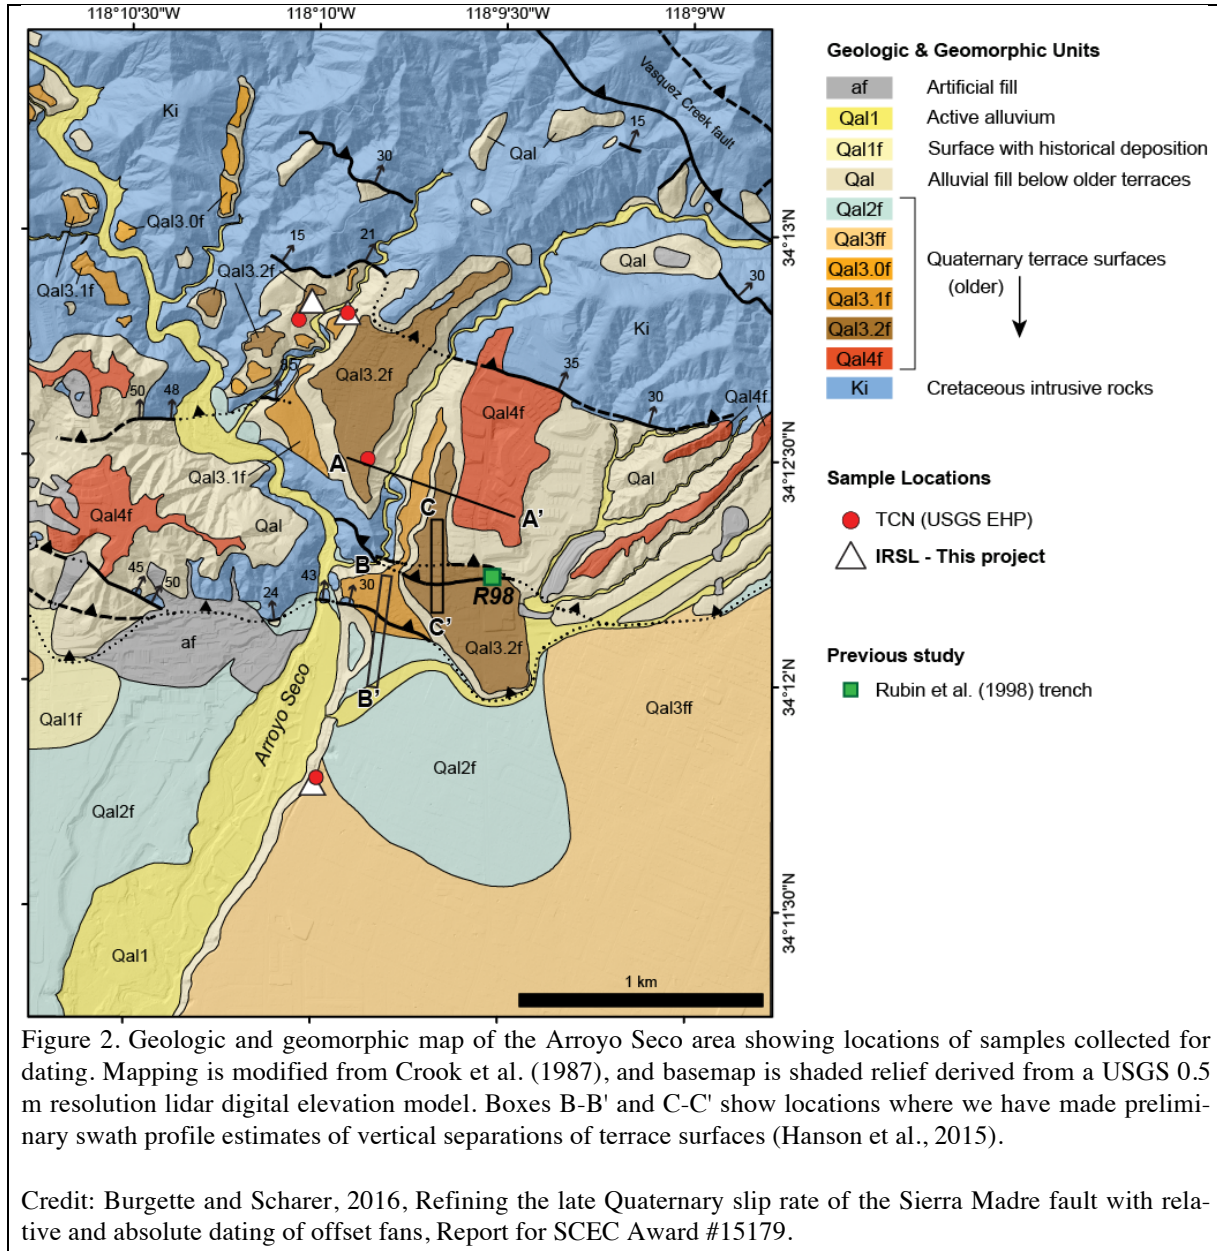 118°10'30"W 118°10'W 118°9'30"W 118°9'W
Vasquez Creek fault
Ki
15
Qal
30
Qal3.0f
34°13'N
15
21
Qal
Qal3.2f
30
Qal3.1f
Ki
35
85
Qal3.2f
50
48
30
Qal4f
Qal4f
34°12'30"N
A
Qal3.1f
Qal
C
Qal4f
Qal
A'
B
45
50
43
30
24
R98
C'
af
Qal3.2f
34°12'N
B'
Qal1f
Qal3ff
Arroyo Seco
Qal2f
Qal2f
34°11'30"N
Qal1
1 km
Geologic & Geomorphic Units
af Artificial fill
Qal1 Active alluvium
Qal1f Surface with historical deposition
Qal Alluvial fill below older terraces
Qal2f
Qal3ff
Qal3.0f
Qal3.1f
Qal3.2f
Qal4f
Quaternary terrace surfaces
(older)
Ki Cretaceous intrusive rocks
Sample Locations
TCN (USGS EHP)
IRSL - This project
Previous study
Rubin et al. (1998) trench
Figure 2. Geologic and geomorphic map of the Arroyo Seco area showing locations of samples collected for
dating. Mapping is modified from Crook et al. (1987), and basemap is shaded relief derived from a USGS 0.5
m resolution lidar digital elevation model. Boxes B-B' and C-C' show locations where we have made prelimi-
nary swath profile estimates of vertical separations of terrace surfaces (Hanson et al., 2015).
Credit: Burgette and Scharer, 2016, Refining the late Quaternary slip rate of the Sierra Madre fault with rela-
tive and absolute dating of offset fans, Report for SCEC Award #15179.